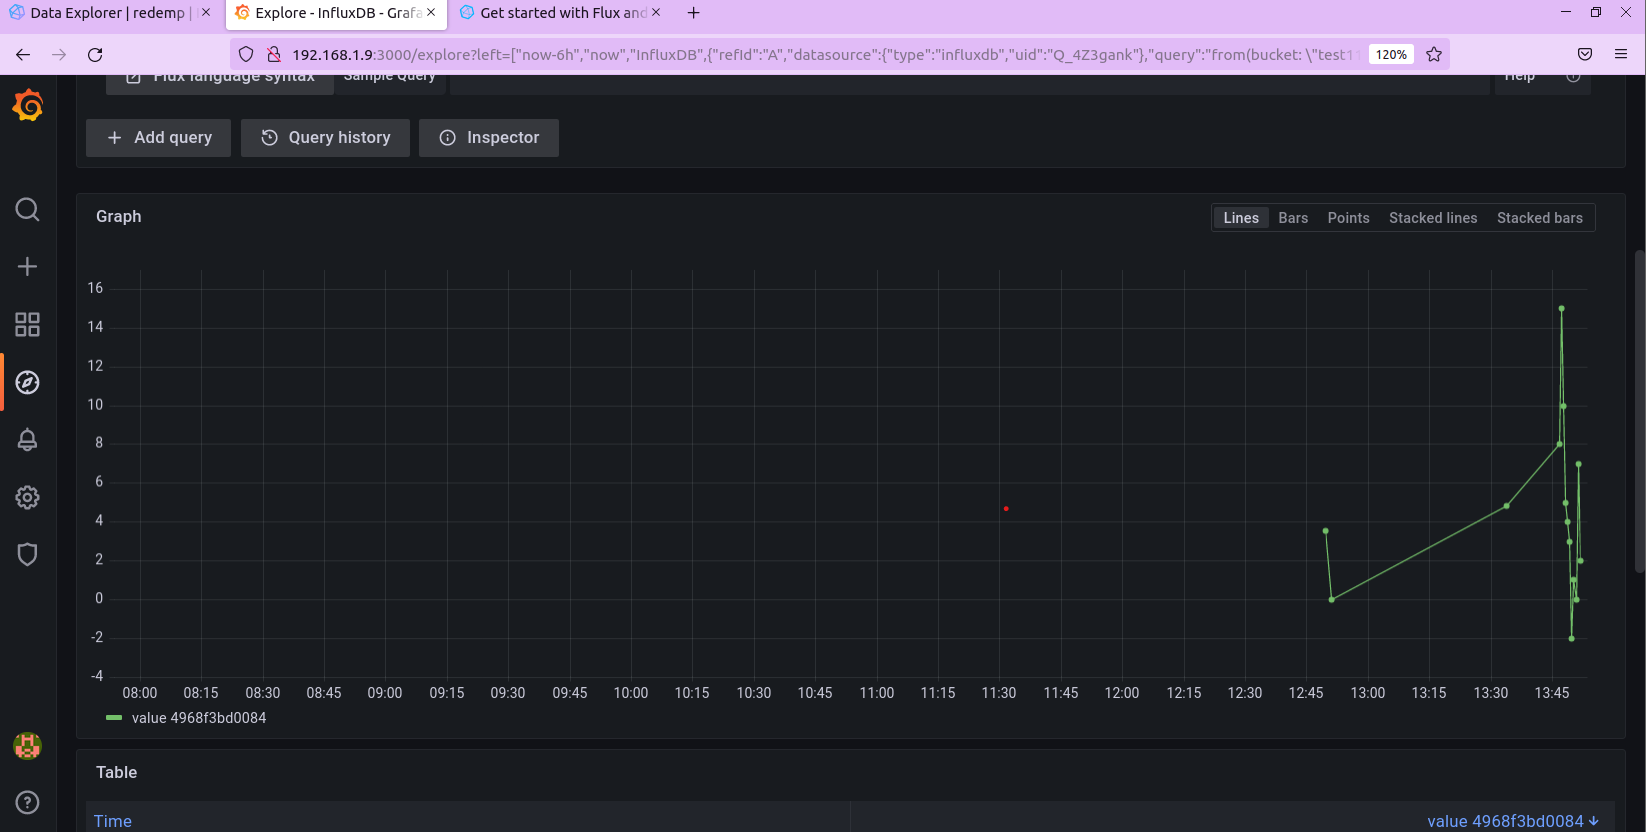 Data Explorer | redemp |
Explore - InfluxDB - Grafa
Get started with Flux and
192.168.1.9:3000/explore?left=["now-6h","now","InfluxDB",{"refId":"A","datasource":{"type":"influxdb","uid":"Q_4Z3gank"},"query":"from(bucket: \"test11
120%
Flux language syntax
Sample Query
Help
Add query
Query history
Inspector
Graph
Lines Bars Points Stacked lines Stacked bars
16
14
12
10
8
6
4
2
0
-2
-4
08:00 08:15 08:30 08:45 09:00 09:15 09:30 09:45 10:00 10:15 10:30 10:45 11:00 11:15 11:30 11:45 12:00 12:15 12:30 12:45 13:00 13:15 13:30 13:45
value 4968f3bd0084
Table
Time
value 4968f3bd0084